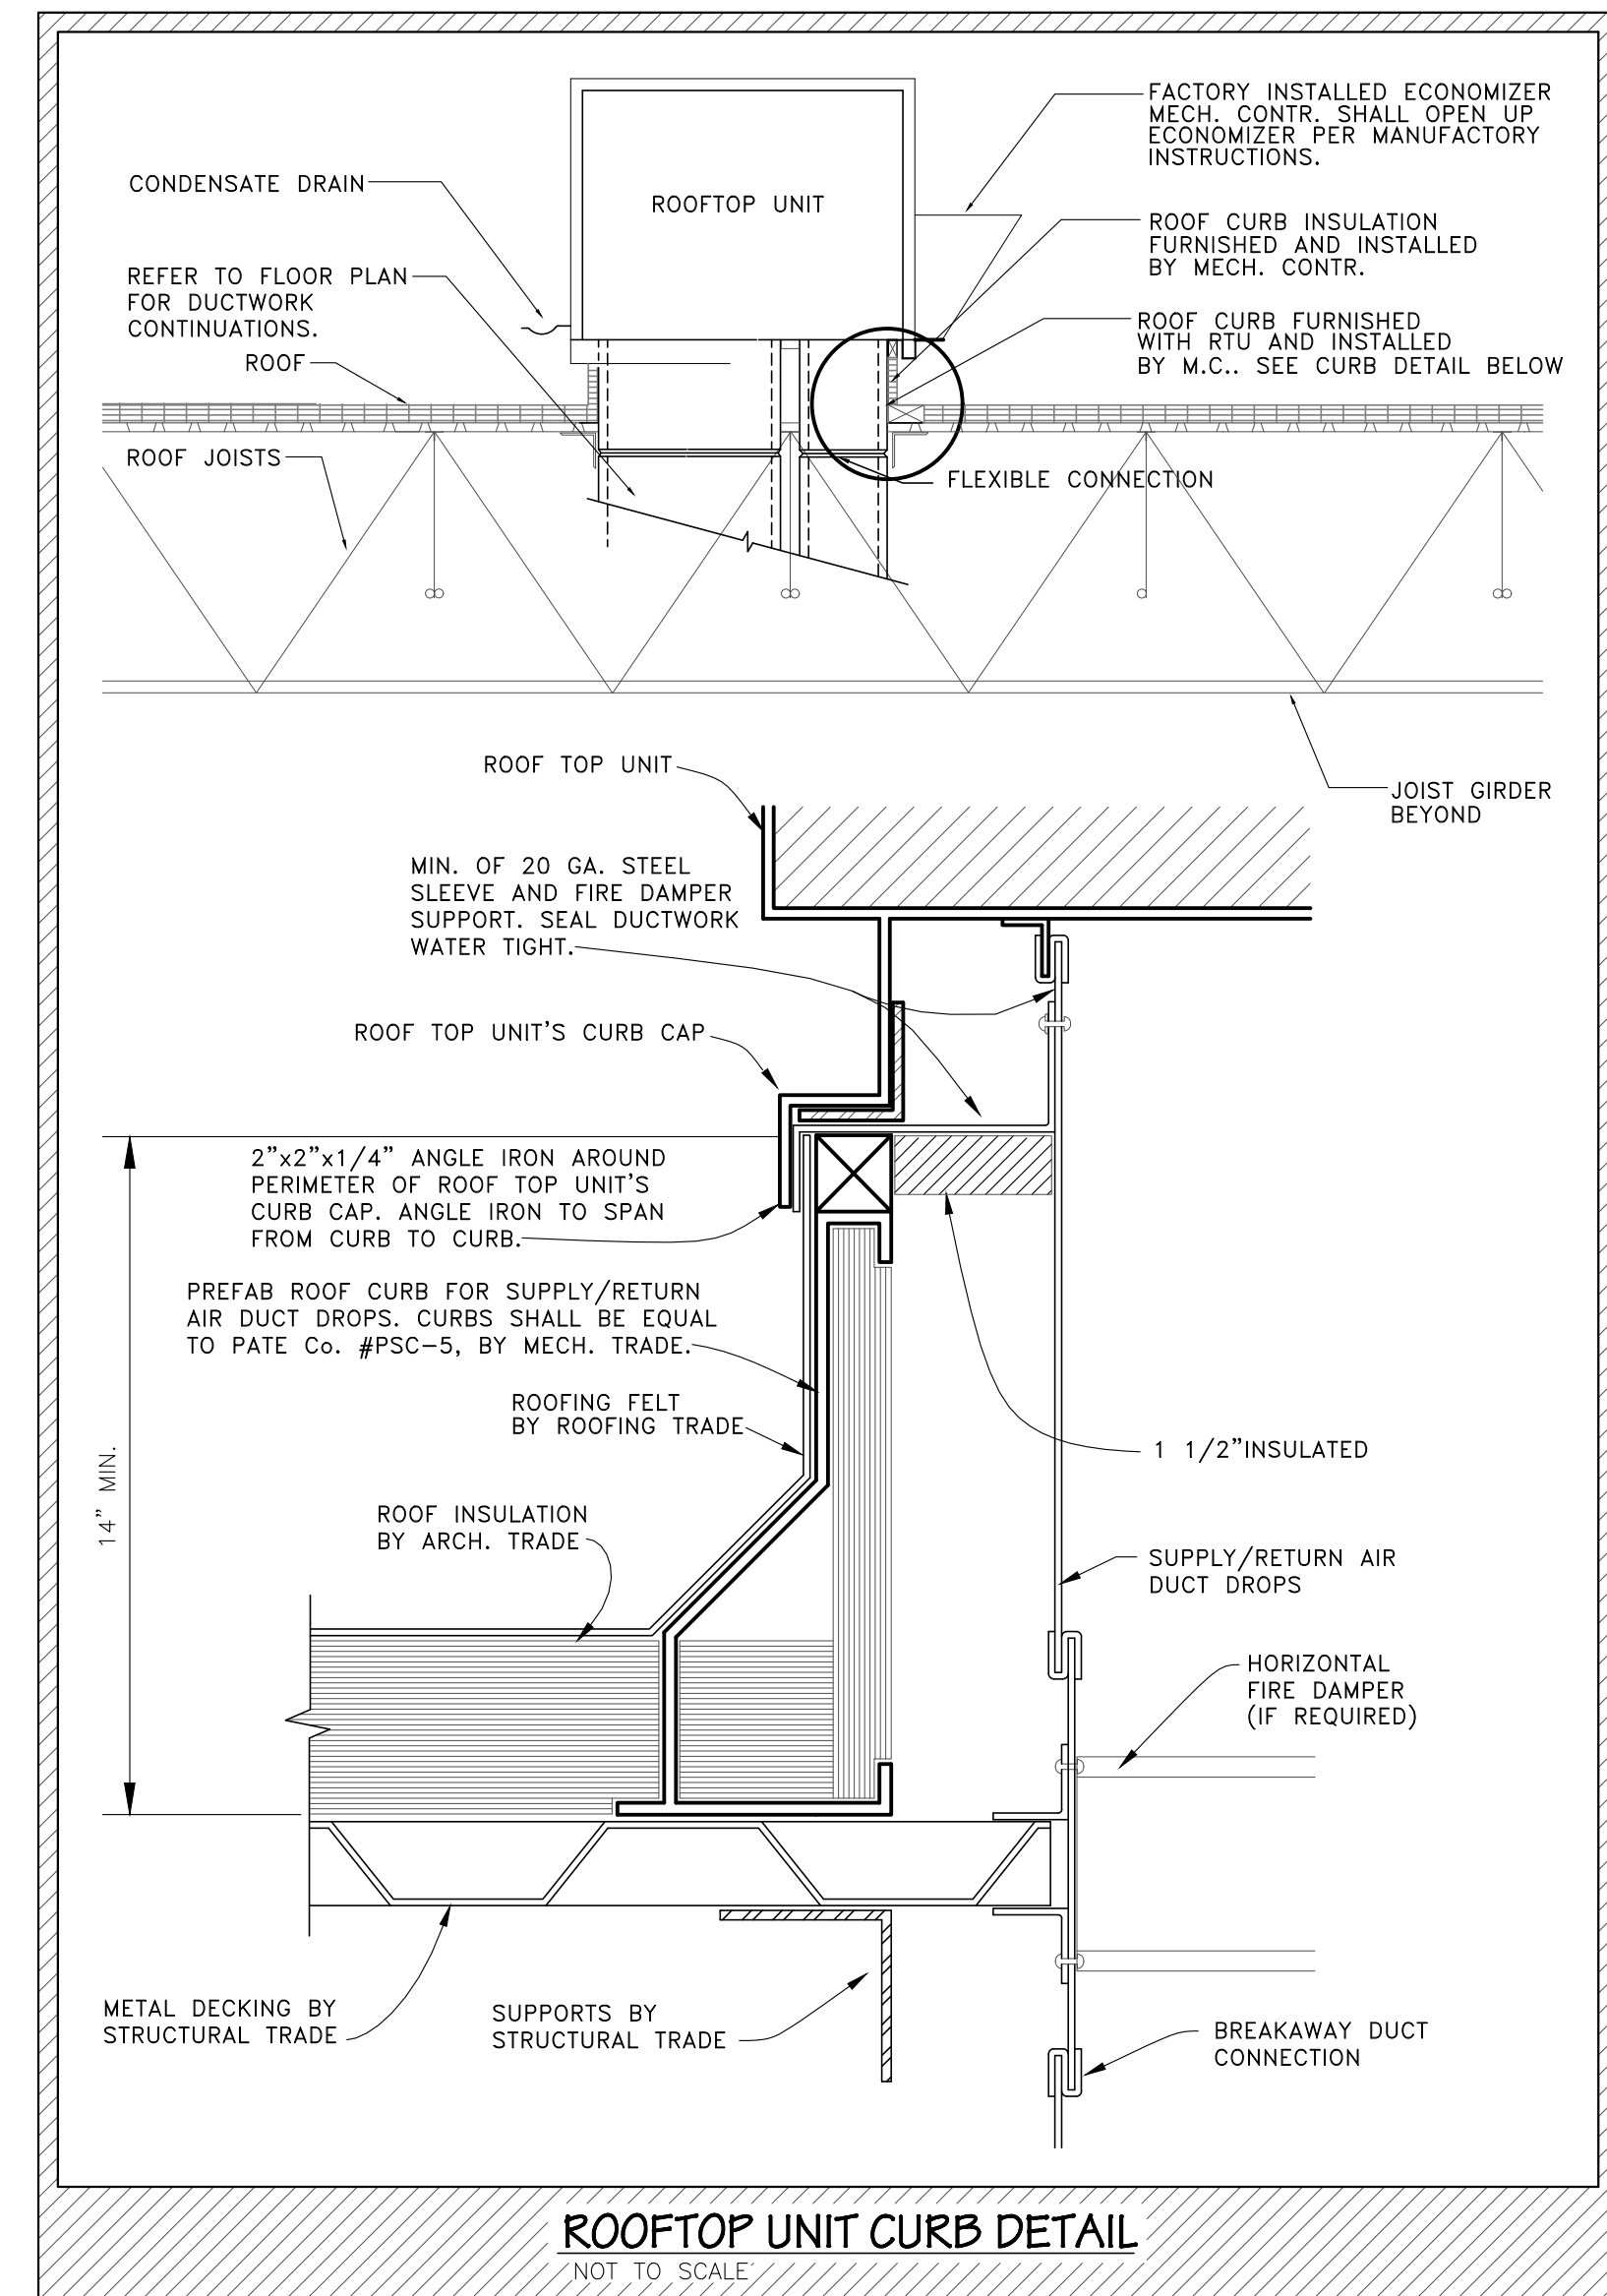 FACTORY INSTALLED ECONOMIZER
MECH. CONTR. SHALL OPEN UP
ECONOMIZER PER MANUFACTORY
INSTRUCTIONS.
CONDENSATE DRAIN
ROOFTOP UNIT
ROOF CURB INSULATION
FURNISHED AND INSTALLED
BY MECH. CONTR.
REFER TO FLOOR PLAN
FOR DUCTWORK
CONTINUATIONS.
ROOF CURB FURNISHED
WITH RTU AND INSTALLED
BY M.C.. SEE CURB DETAIL BELOW
ROOF
ROOF JOISTS
FLEXIBLE CONNECTION
ROOF TOP UNIT
JOIST GIRDER
BEYOND
MIN. OF 20 GA. STEEL
SLEEVE AND FIRE DAMPER
SUPPORT. SEAL DUCTWORK
WATER TIGHT.
ROOF TOP UNIT'S CURB CAP
2"x2"x1/4" ANGLE IRON AROUND
PERIMETER OF ROOF TOP UNIT'S
CURB CAP. ANGLE IRON TO SPAN
FROM CURB TO CURB.
PREFAB ROOF CURB FOR SUPPLY/RETURN
AIR DUCT DROPS. CURBS SHALL BE EQUAL
TO PATE Co. #PSC-5, BY MECH. TRADE.
ROOFING FELT
BY ROOFING TRADE
1 1/2"INSULATED
14" MIN.
ROOF INSULATION
BY ARCH. TRADE
SUPPLY/RETURN AIR
DUCT DROPS
HORIZONTAL
FIRE DAMPER
(IF REQUIRED)
METAL DECKING BY
STRUCTURAL TRADE
SUPPORTS BY
STRUCTURAL TRADE
BREAKAWAY DUCT
CONNECTION
ROOFTOP UNIT CURB DETAIL
NOT TO SCALE